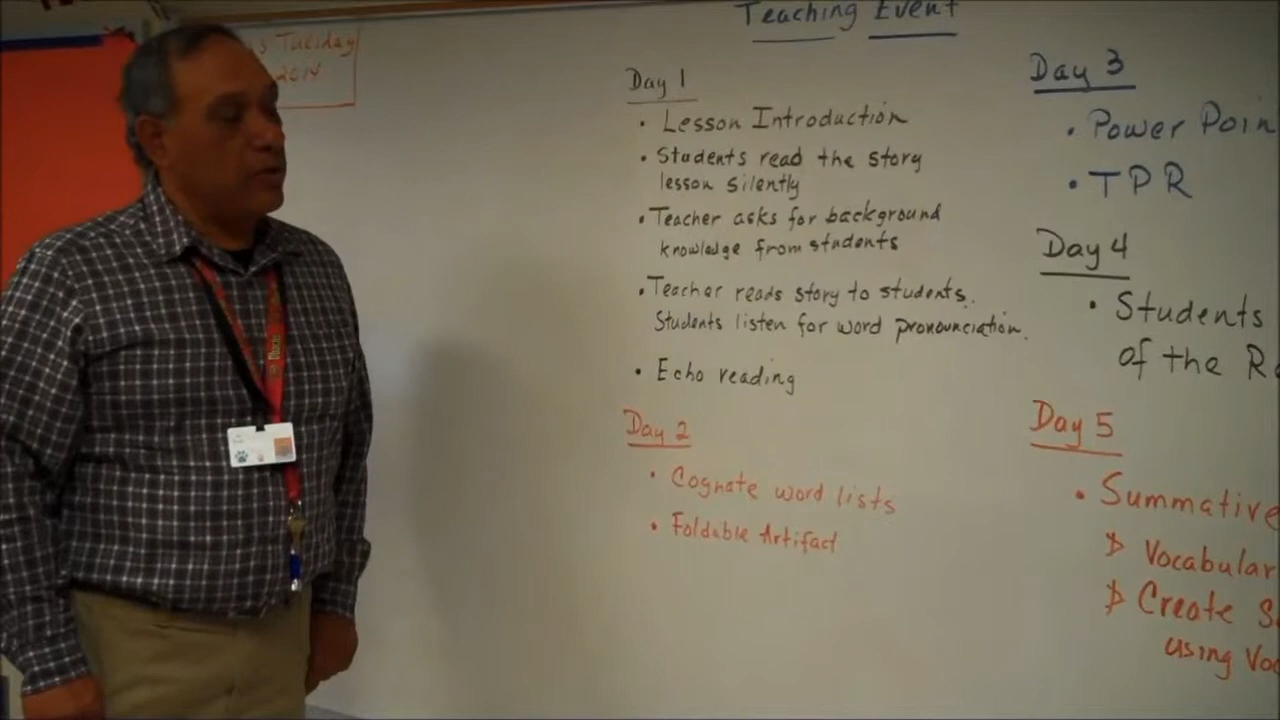 Tuesday
2014
Teaching Event
Day 1
• Lesson Introduction
• Students read the story
lesson silently
• Teacher asks for background
knowledge from students
• Teacher reads story to students.
Students listen for word pronounciation.
• Echo reading
Day 2
• Cognate word lists
• Foldable Artifact
Day 3
• Power Poin
• TPR
Day 4
• Students
of the R
Day 5
• Summative
Vocabular
Create S
using Vo